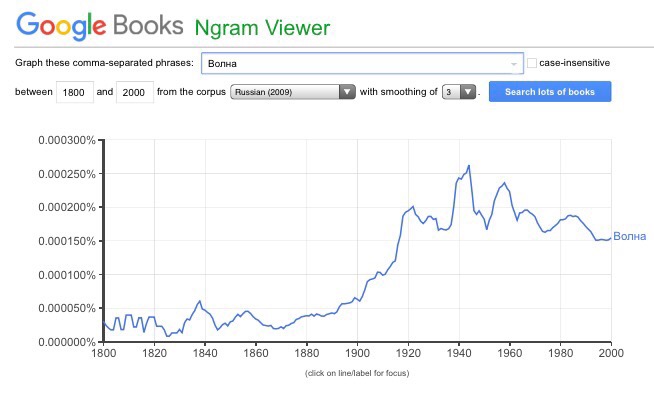 Google Books Ngram Viewer
Graph these comma-separated phrases: Волна case-insensitive
between 1800 and 2000 from the corpus Russian (2009) with smoothing of 3 . Search lots of books
0.000300%
0.000250%
0.000200%
0.000150%
0.000100%
0.000050%
0.000000%
Волна
1800 1820 1840 1860 1880 1900 1920 1940 1960 1980 2000
(click on line/label for focus)